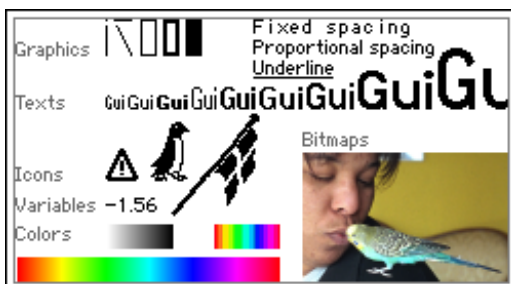 Graphics
Fixed spacing
Proportional spacing
Underline
Texts GuiGuiGuiGuiGuiGuiGuiGuiGu
Bitmaps
Icons
Variables -1.56
Colors